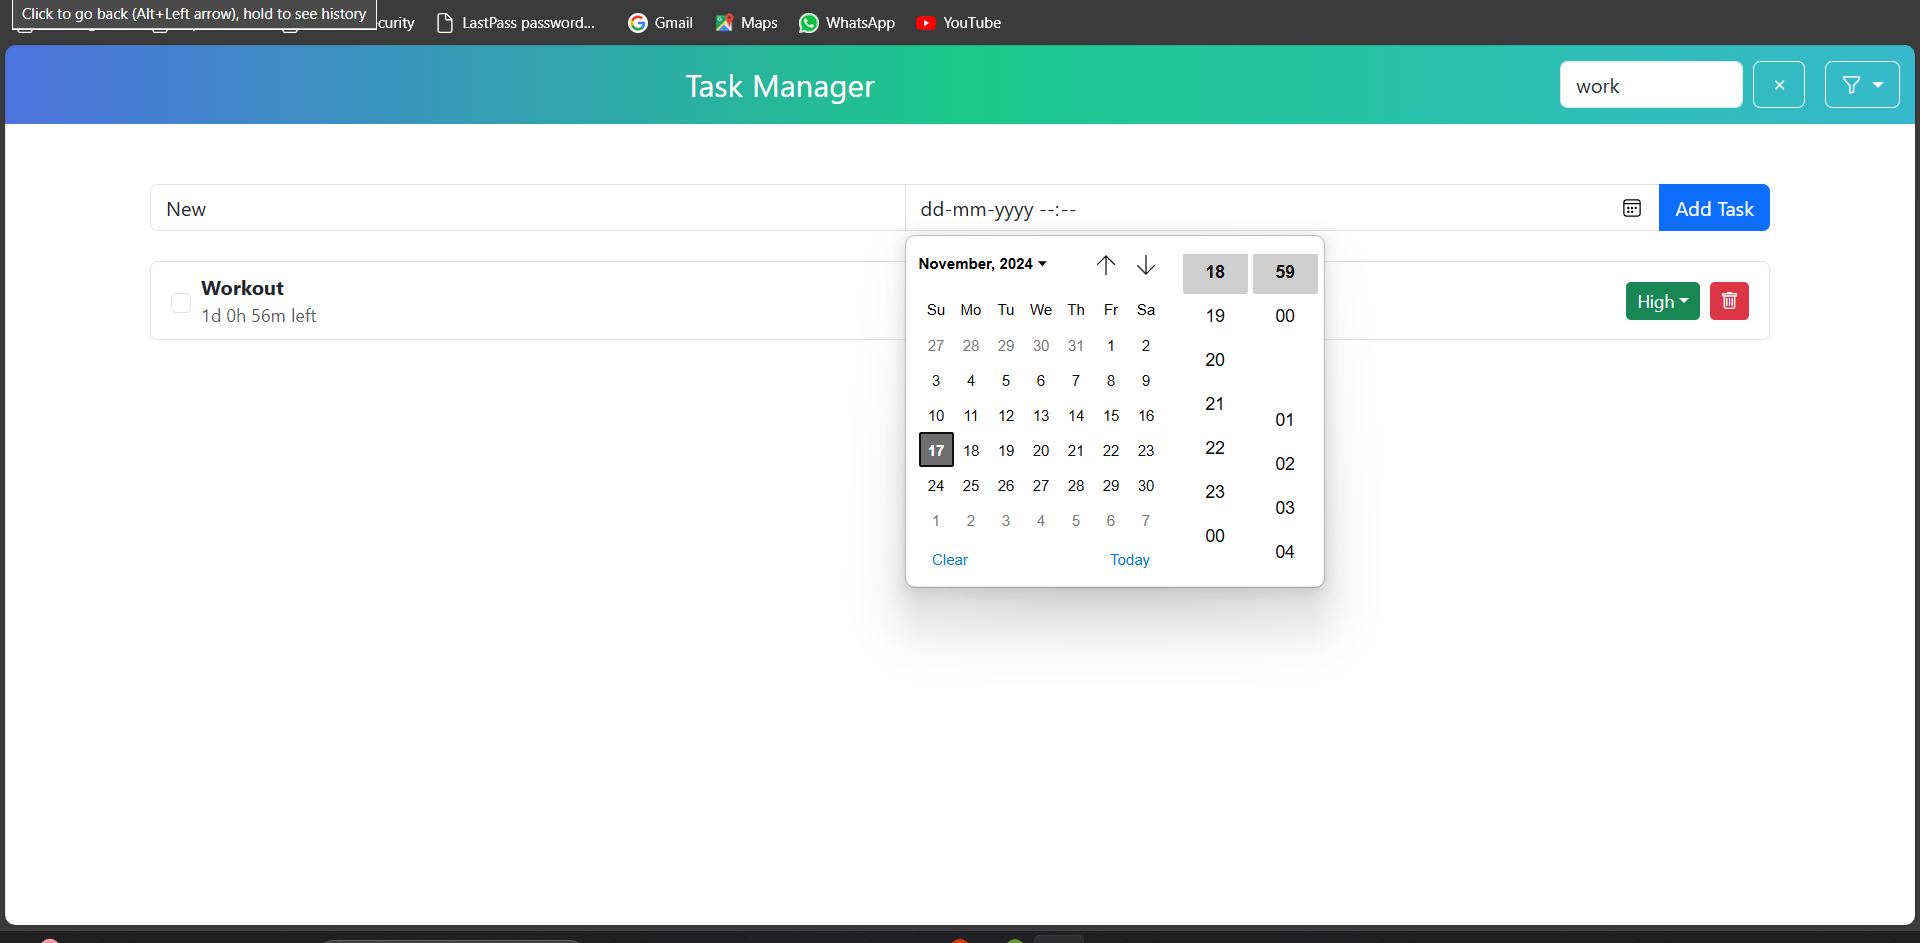 Click to go back (Alt+Left arrow), hold to see history
curity LastPass password... Gmail Maps WhatsApp YouTube
Task Manager
work ×
New dd-mm-yyyy --:-- Add Task
Workout
1d 0h 56m left
High
November, 2024
Su Mo Tu We Th Fr Sa
27 28 29 30 31 1 2
3 4 5 6 7 8 9
10 11 12 13 14 15 16
17 18 19 20 21 22 23
24 25 26 27 28 29 30
1 2 3 4 5 6 7
Clear Today
18 59
19 00
20
21 01
22 02
23 03
00 04